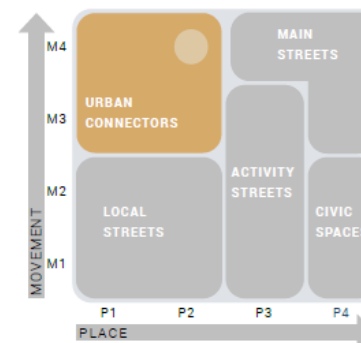 M4
MAIN
STREETS
URBAN
CONNECTORS
M3
ACTIVITY
STREETS
M2
LOCAL
STREETS
CIVIC
SPACE
M1
MOVEMENT
P1 P2 P3 P4
PLACE